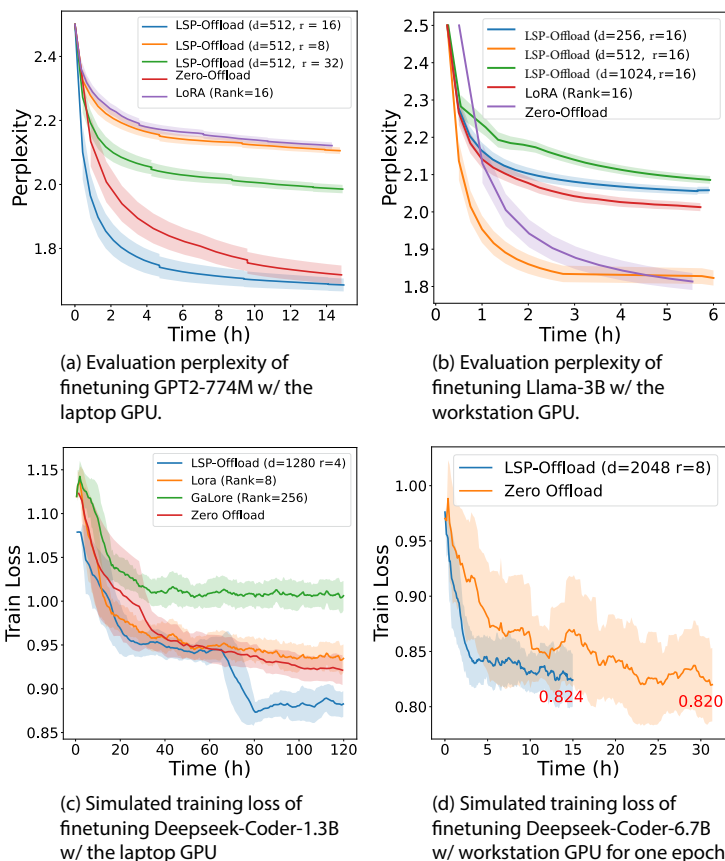 LSP-Offload (d=512, r = 16)
LSP-Offload (d=512, r =8)
LSP-Offload (d=512, r = 32)
Zero-Offload
LoRA (Rank=16)
Perplexity
2.4
2.2
2.0
1.8
0 2 4 6 8 10 12 14
Time (h)
(a) Evaluation perplexity of
finetuning GPT2-774M w/ the
laptop GPU.
LSP-Offload (d=256, r=16)
LSP-Offload (d=512, r=16)
LSP-Offload (d=1024, r=16)
LoRA (Rank=16)
Zero-Offload
Perplexity
2.5
2.4
2.3
2.2
2.1
2.0
1.9
1.8
0 1 2 3 4 5 6
Time (h)
(b) Evaluation perplexity of
finetuning Llama-3B w/ the
workstation GPU.
LSP-Offload (d=1280 r=4)
Lora (Rank=8)
GaLore (Rank=256)
Zero Offload
Train Loss
1.15
1.10
1.05
1.00
0.95
0.90
0.85
0 20 40 60 80 100 120
Time (h)
(c) Simulated training loss of
finetuning Deepseek-Coder-1.3B
w/ the laptop GPU
LSP-Offload (d=2048 r=8)
Zero Offload
Train Loss
1.00
0.95
0.90
0.85
0.80
0.824
0.820
0 5 10 15 20 25 30
Time (h)
(d) Simulated training loss of
finetuning Deepseek-Coder-6.7B
w/ workstation GPU for one epoch